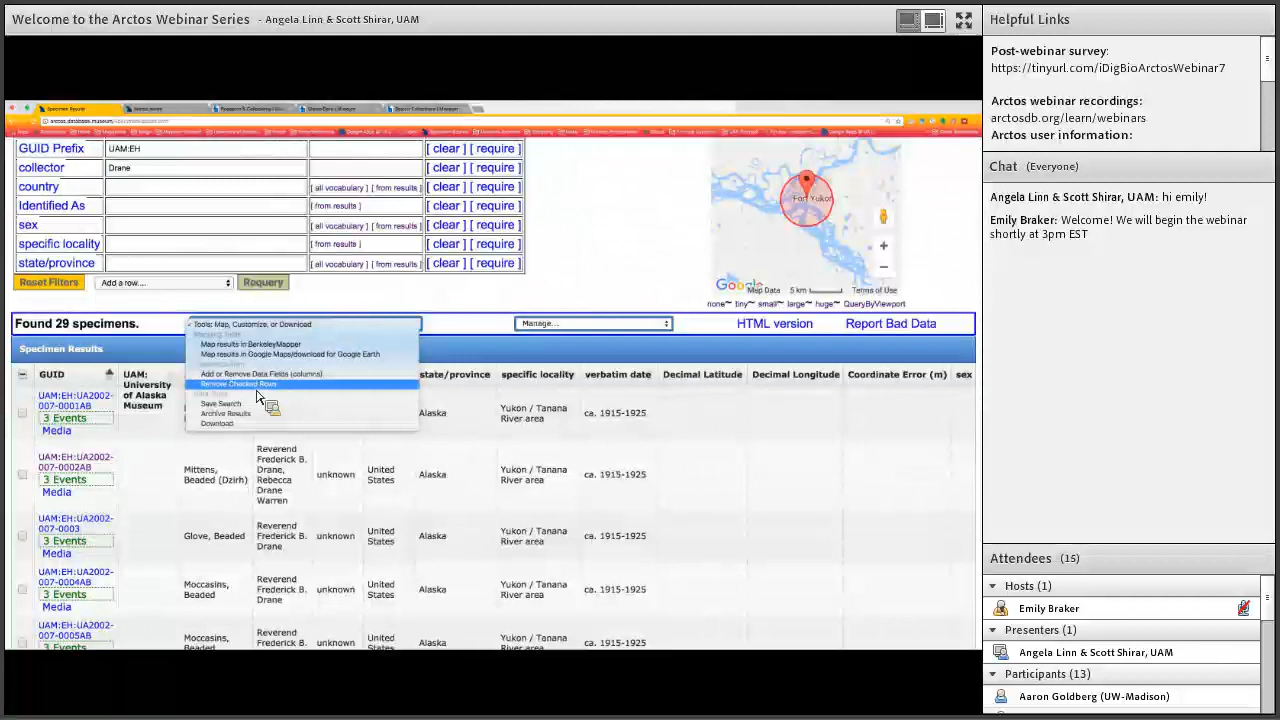 Welcome to the Arctos Webinar Series - Angela Linn & Scott Shirar, UAM
Specimen Results
arctos.database.museum
GUID Prefix UAM:EH [ clear ] [ require ]
collector Drane [ clear ] [ require ]
country [ all vocabulary ] [ from results ] [ clear ] [ require ]
Identified As [ from results ] [ clear ] [ require ]
sex [ all vocabulary ] [ from results ] [ clear ] [ require ]
specific locality [ from results ] [ clear ] [ require ]
state/province [ all vocabulary ] [ from results ] [ clear ] [ require ]
Reset Filters Add a row.... Requery
Fort Yukon
Google Map Data 5 km Terms of Use
none~ tiny~ small~ large~ huge~ QueryByViewport
Found 29 specimens. ✓ Tools: Map, Customize, or Download Manage... HTML version Report Bad Data
Map results in BerkeleyMapper
Map results in Google Maps/download for Google Earth
Add or Remove Data Fields (columns)
Remove Checked Rows
Save Search
Archive Results
Download
Specimen Results
GUID UAM: University of Alaska Museum state/province specific locality verbatim date Decimal Latitude Decimal Longitude Coordinate Error (m) sex
UAM:EH:UA2002-
007-0001AB
3 Events
Media
Alaska
Yukon / Tanana
River area
ca. 1915-1925
UAM:EH:UA2002-
007-0002AB
3 Events
Media
Mittens,
Beaded (Dzirh)
Reverend
Frederick B.
Drane,
Rebecca
Drane
Warren
unknown
United
States
Alaska
Yukon / Tanana
River area
ca. 1915-1925
UAM:EH:UA2002-
007-0003
3 Events
Media
Glove, Beaded
Reverend
Frederick B.
Drane
unknown
United
States
Alaska
Yukon / Tanana
River area
ca. 1915-1925
UAM:EH:UA2002-
007-0004AB
3 Events
Media
Moccasins,
Beaded
Reverend
Frederick B.
Drane
unknown
United
States
Alaska
Yukon / Tanana
River area
ca. 1915-1925
UAM:EH:UA2002-
007-0005AB
3 Events
Moccasins,
Beaded
Reverend
Frederick B.
unknown
United
States
Alaska
Yukon / Tanana
River area
ca. 1915-1925
Helpful Links
Post-webinar survey:
https://tinyurl.com/iDigBioArctosWebinar7
Arctos webinar recordings:
arctosdb.org/learn/webinars
Arctos user information:
Chat (Everyone)
Angela Linn & Scott Shirar, UAM: hi emily!
Emily Braker: Welcome! We will begin the webinar
shortly at 3pm EST
Attendees (15)
Hosts (1)
Emily Braker
Presenters (1)
Angela Linn & Scott Shirar, UAM
Participants (13)
Aaron Goldberg (UW-Madison)